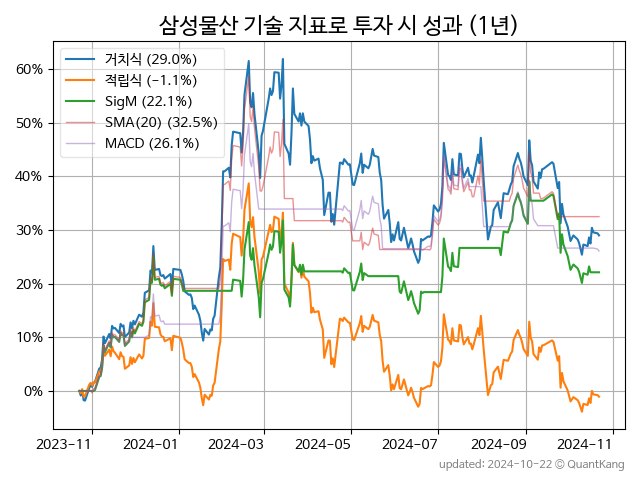 삼성물산 기술 지표로 투자 시 성과 (1년)
거치식 (29.0%)
적립식 (-1.1%)
SigM (22.1%)
SMA(20) (32.5%)
MACD (26.1%)
60%
50%
40%
30%
20%
10%
0%
2023-11 2024-01 2024-03 2024-05 2024-07 2024-09 2024-11
updated: 2024-10-22 © QuantKang